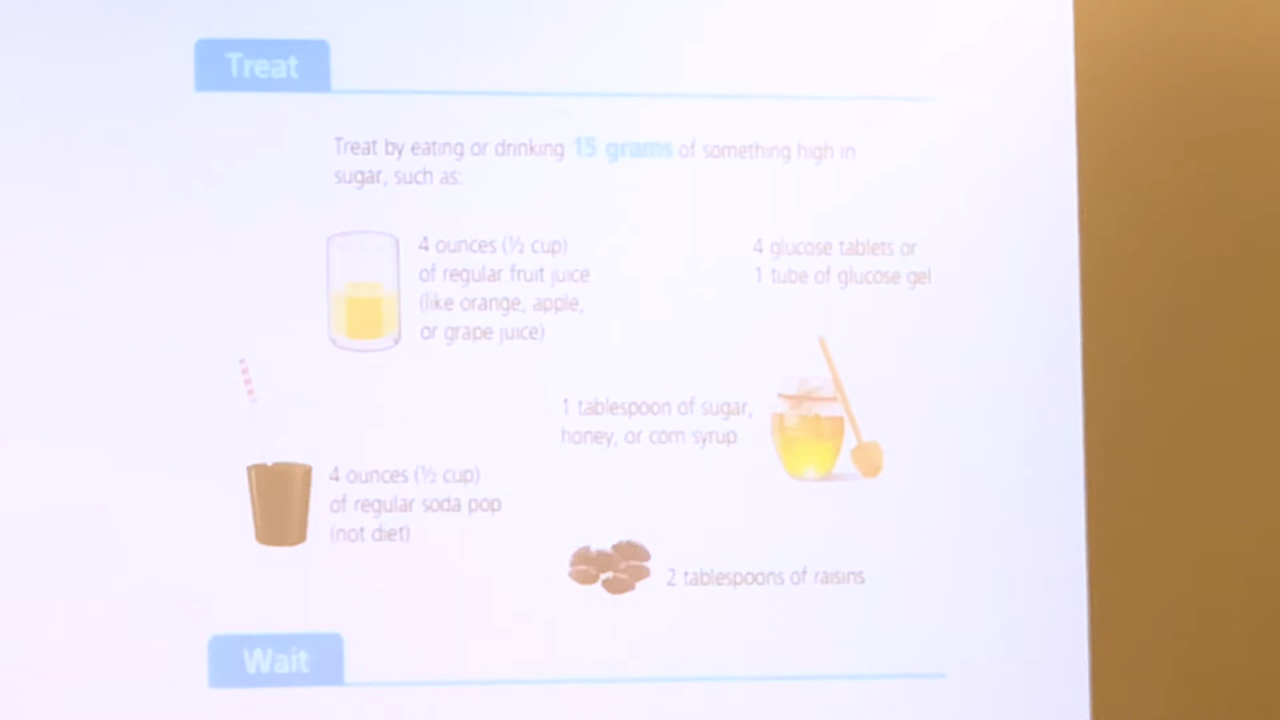 Treat
Treat by eating or drinking 15 grams of something high in
sugar, such as:
4 ounces (½ cup)
of regular fruit juice
(like orange, apple,
or grape juice)
4 glucose tablets or
1 tube of glucose gel
1 tablespoon of sugar,
honey, or corn syrup
4 ounces (½ cup)
of regular soda pop
(not diet)
2 tablespoons of raisins
Wait